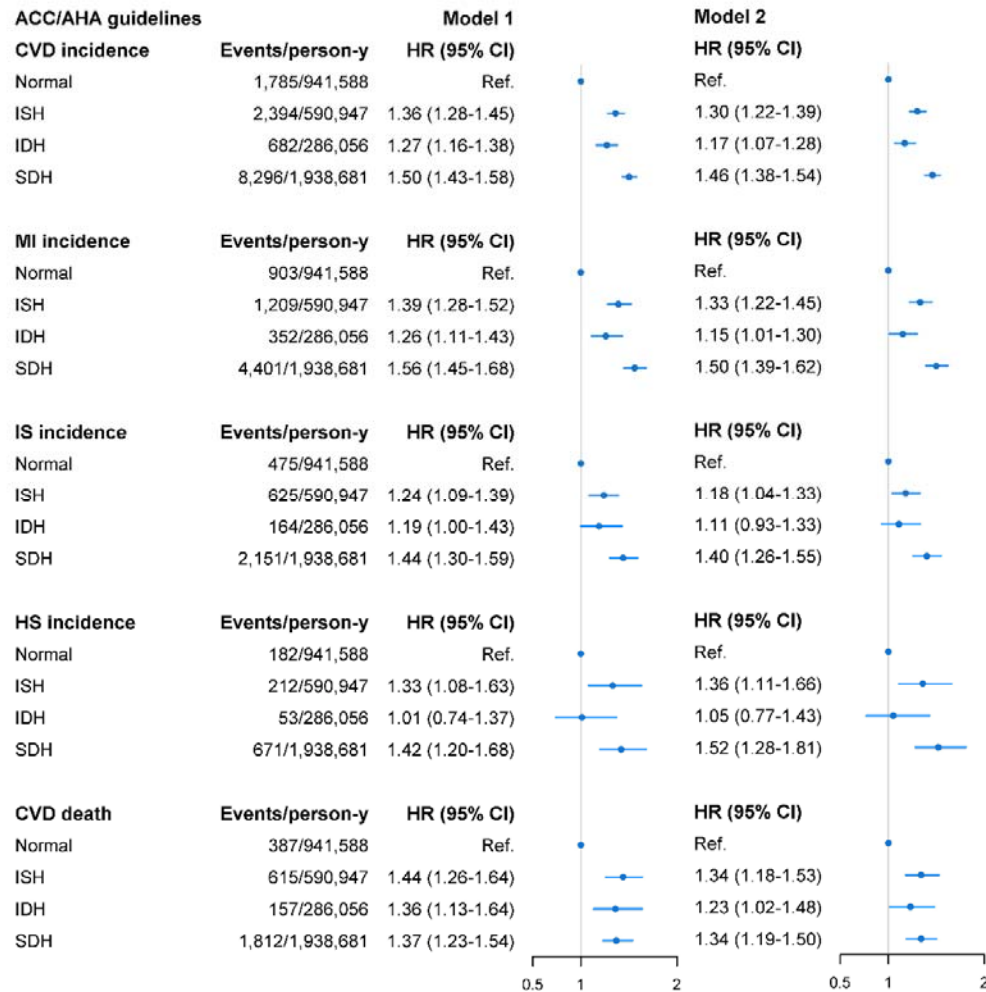 ACC/AHA guidelines Model 1 Model 2
CVD incidence Events/person-y HR (95% CI) HR (95% CI)
Normal 1,785/941,588 Ref. Ref.
ISH 2,394/590,947 1.36 (1.28-1.45) 1.30 (1.22-1.39)
IDH 682/286,056 1.27 (1.16-1.38) 1.17 (1.07-1.28)
SDH 8,296/1,938,681 1.50 (1.43-1.58) 1.46 (1.38-1.54)
MI incidence Events/person-y HR (95% CI) HR (95% CI)
Normal 903/941,588 Ref. Ref.
ISH 1,209/590,947 1.39 (1.28-1.52) 1.33 (1.22-1.45)
IDH 352/286,056 1.26 (1.11-1.43) 1.15 (1.01-1.30)
SDH 4,401/1,938,681 1.56 (1.45-1.68) 1.50 (1.39-1.62)
IS incidence Events/person-y HR (95% CI) HR (95% CI)
Normal 475/941,588 Ref. Ref.
ISH 625/590,947 1.24 (1.09-1.39) 1.18 (1.04-1.33)
IDH 164/286,056 1.19 (1.00-1.43) 1.11 (0.93-1.33)
SDH 2,151/1,938,681 1.44 (1.30-1.59) 1.40 (1.26-1.55)
HS incidence Events/person-y HR (95% CI) HR (95% CI)
Normal 182/941,588 Ref. Ref.
ISH 212/590,947 1.33 (1.08-1.63) 1.36 (1.11-1.66)
IDH 53/286,056 1.01 (0.74-1.37) 1.05 (0.77-1.43)
SDH 671/1,938,681 1.42 (1.20-1.68) 1.52 (1.28-1.81)
CVD death Events/person-y HR (95% CI) HR (95% CI)
Normal 387/941,588 Ref. Ref.
ISH 615/590,947 1.44 (1.26-1.64) 1.34 (1.18-1.53)
IDH 157/286,056 1.36 (1.13-1.64) 1.23 (1.02-1.48)
SDH 1,812/1,938,681 1.37 (1.23-1.54) 1.34 (1.19-1.50)
0.5 1 2 0.5 1 2